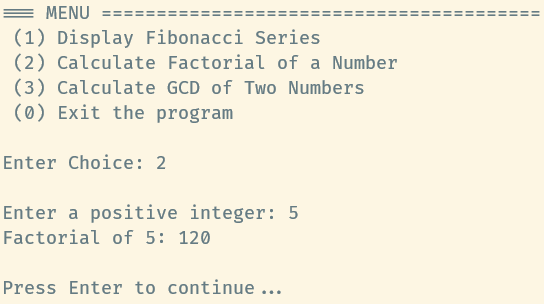 === MENU ========================================
(1) Display Fibonacci Series
(2) Calculate Factorial of a Number
(3) Calculate GCD of Two Numbers
(0) Exit the program
Enter Choice: 2
Enter a positive integer: 5
Factorial of 5: 120
Press Enter to continue...